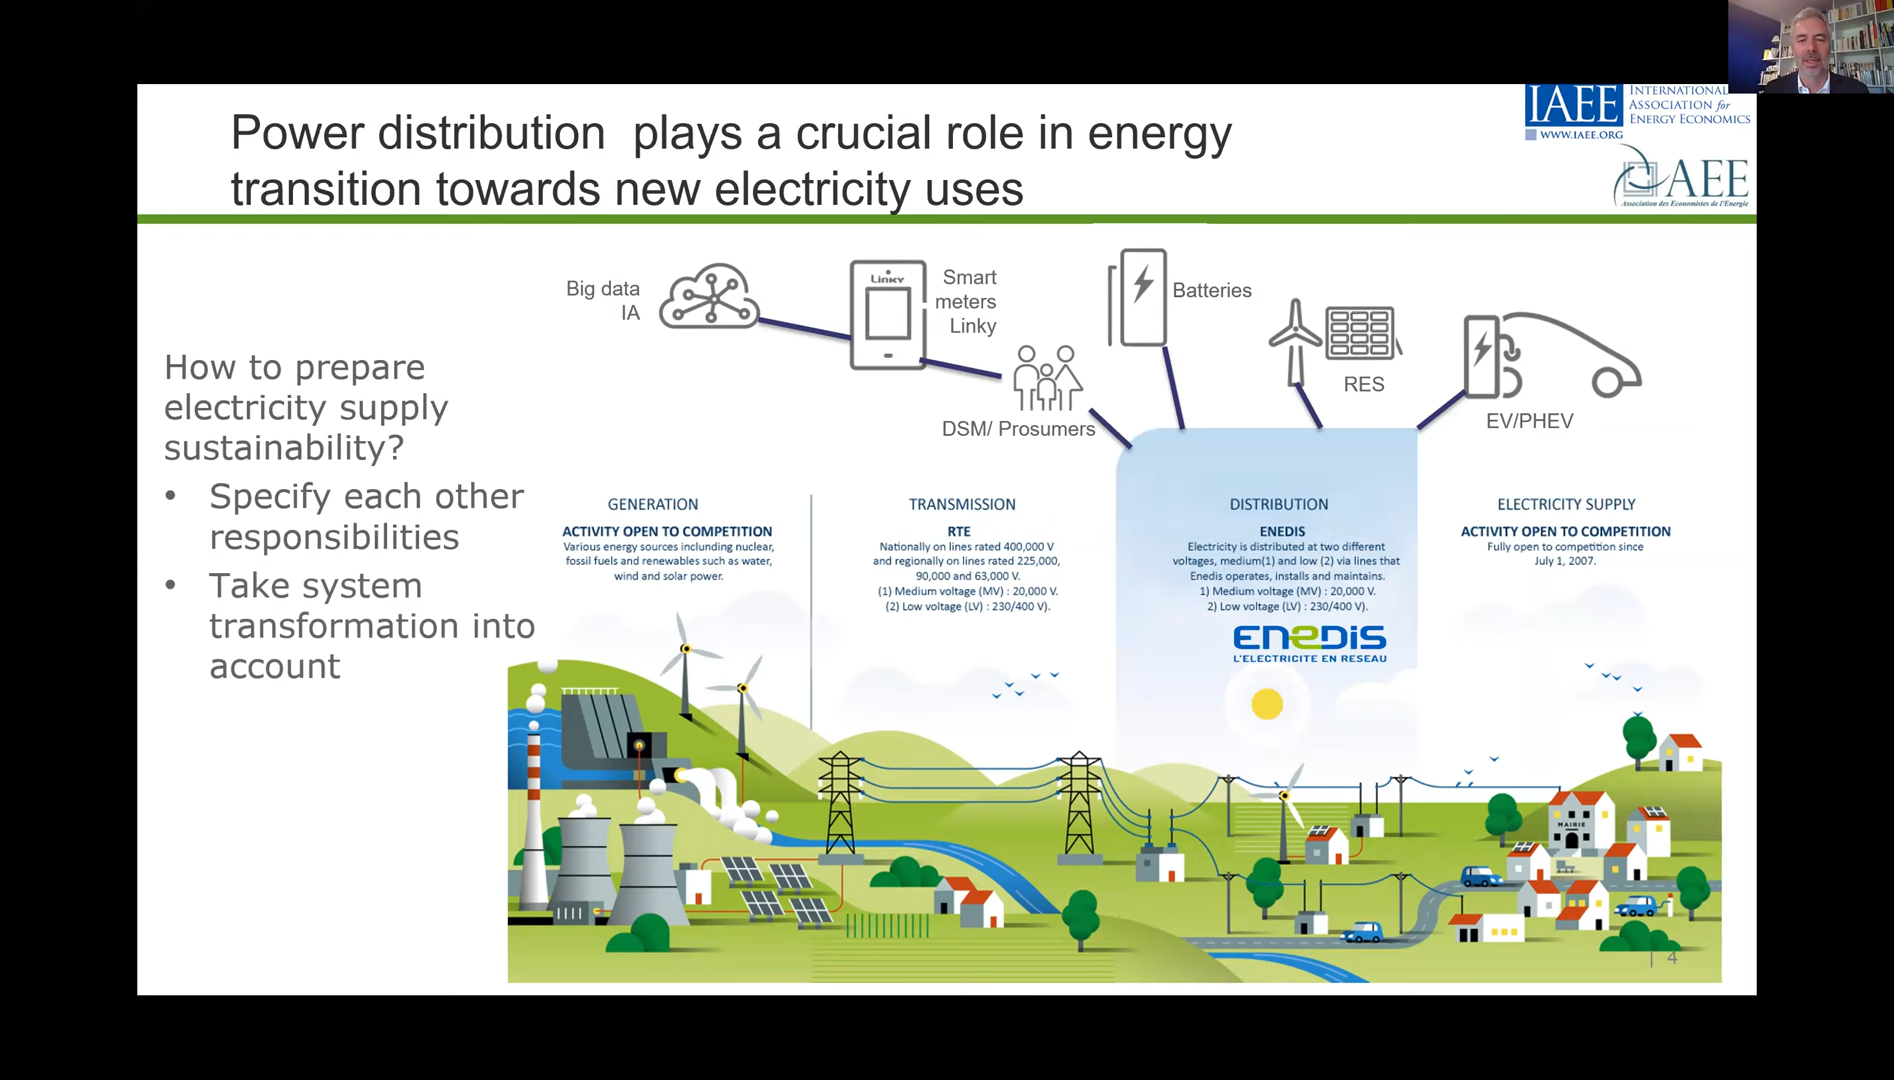 Power distribution  plays a crucial role in energy
transition towards new electricity uses
IAEE
INTERNATIONAL
ASSOCIATION for
ENERGY ECONOMICS
WWW.IAEE.ORG
AEE
Association des Economistes de l'Energie
How to prepare
electricity supply
sustainability?
• Specify each other
responsibilities
• Take system
transformation into
account
Big data
IA
Linky
Smart
meters
Linky
DSM/ Prosumers
Batteries
RES
EV/PHEV
GENERATION
ACTIVITY OPEN TO COMPETITION
Various energy sources inclunding nuclear,
fossil fuels and renewables such as water,
wind and solar power.
TRANSMISSION
RTE
Nationally on lines rated 400,000 V
and regionally on lines rated 225,000,
90,000 and 63,000 V.
(1) Medium voltage (MV) : 20,000 V.
(2) Low voltage (LV) : 230/400 V).
DISTRIBUTION
ENEDIS
Electricity is distributed at two different
voltages, medium(1) and low (2) via lines that
Enedis operates, installs and maintains.
1) Medium voltage (MV) : 20,000 V.
2) Low voltage (LV) : 230/400 V).
ENEDIS
L'ELECTRICITE EN RESEAU
ELECTRICITY SUPPLY
ACTIVITY OPEN TO COMPETITION
Fully open to competition since
July 1, 2007.
MAIRIE
| 4